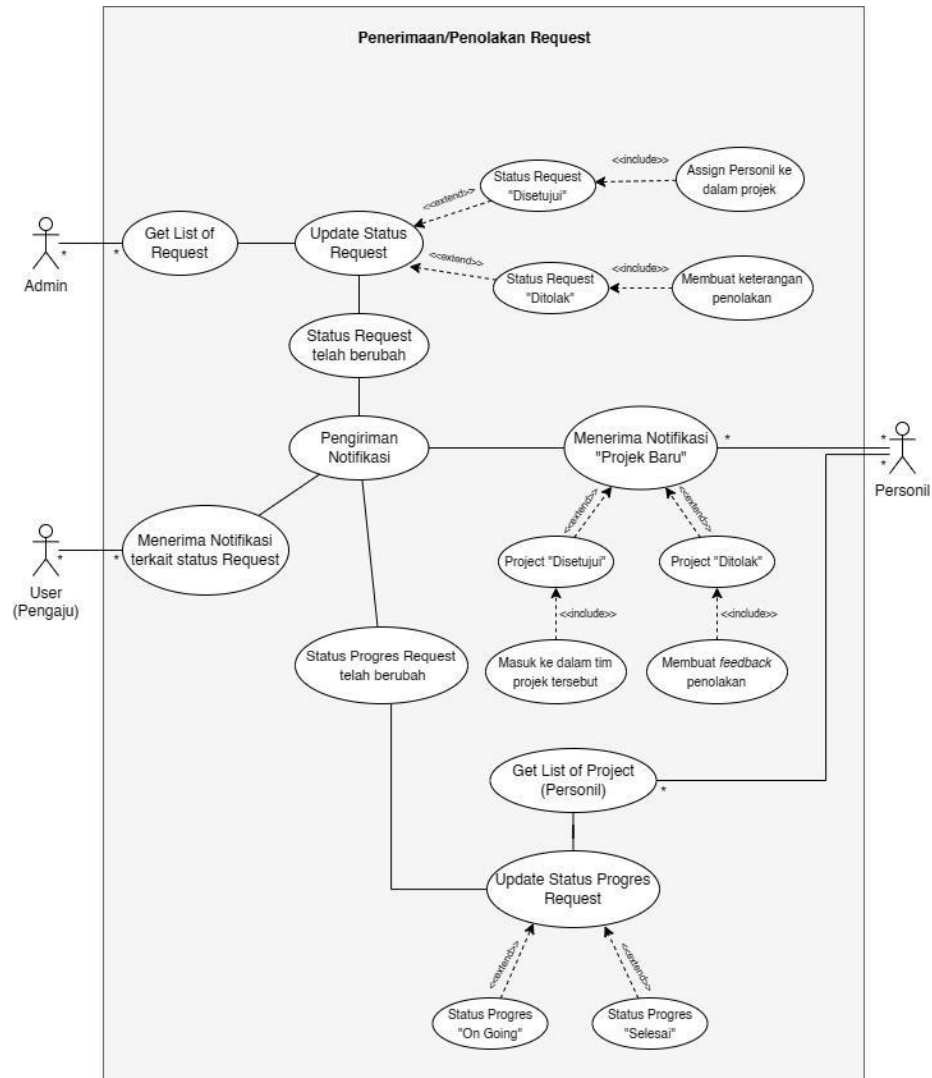 Penerimaan/Penolakan Request
Status Request
"Disetujui"
<<include>>
Assign Personil ke
dalam projek
<<extend>>
Admin
*
*
Get List of
Request
Update Status
Request
<<extend>>
Status Request
"Ditolak"
<<include>>
Membuat keterangan
penolakan
Status Request
telah berubah
Pengiriman
Notifikasi
Menerima Notifikasi
"Projek Baru"
*
*
*
Personil
User
(Pengaju)
*
*
Menerima Notifikasi
terkait status Request
<<extend>>
<<extend>>
Project "Disetujui"
Project "Ditolak"
<<include>>
<<include>>
Status Progres Request
telah berubah
Masuk ke dalam tim
projek tersebut
Membuat feedback
penolakan
Get List of Project
(Personil)
*
Update Status Progres
Request
<<extend>>
<<extend>>
Status Progres
"On Going"
Status Progres
"Selesai"